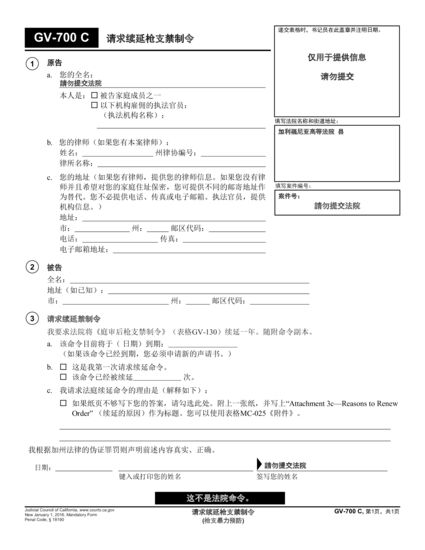 GV-700 C 请求续延枪支禁制令
递交表格时，书记员在此盖章并注明日期。
仅用于提供信息
请勿提交
填写法院名称和街道地址：
加利福尼亚高等法院 县
填写案件编号：
案件号：
請勿提交法院
1 原告
a. 您的全名：
請勿提交法院
本人是： 被告家庭成员之一
以下机构雇佣的执法官员：
（执法机构名称）：
b. 您的律师（如果您有本案律师）：
姓名： 州律协编号：
律所名称：
c. 您的地址（如果您有律师，提供您的律师信息。如果您没有律
师并且希望对您的家庭住址保密，您可提供不同的邮寄地址作
为替代。您不必提供电话、传真或电子邮箱。执法官员，提供
机构信息。）
地址：
市： 州： 邮区代码：
电话： 传真：
电子邮箱地址：
2 被告
全名：
地址（如已知）：
市： 州： 邮区代码：
3 请求续延禁制令
我要求法院将《庭审后枪支禁制令》（表格GV-130）续延一年。随附命令副本。
a. 该命令目前将于（ 日期）到期：
（如果该命令已经到期，您必须申请新的声请书。）
b. 这是我第一次请求续延命令。
该命令已经被续延 次。
c. 我请求法庭续延命令的理由是（解释如下）：
如果纸页不够写下您的答案，请勾选此处。附上一张纸，并写上“Attachment 3c—Reasons to Renew
Order” （续延的原因）作为标题。您可以使用表格MC-025《附件》。
我根据加州法律的伪证罪罚则声明前述内容真实、正确。
日期：
請勿提交法院
键入或打印您的姓名 签写您的姓名
这不是法院命令。
Judicial Council of California, www.courts.ca.gov
New January 1, 2016, Mandatory Form
Penal Code, § 18190
请求续延枪支禁制令
（枪支暴力预防）
GV-700 C, 第1页，共1页